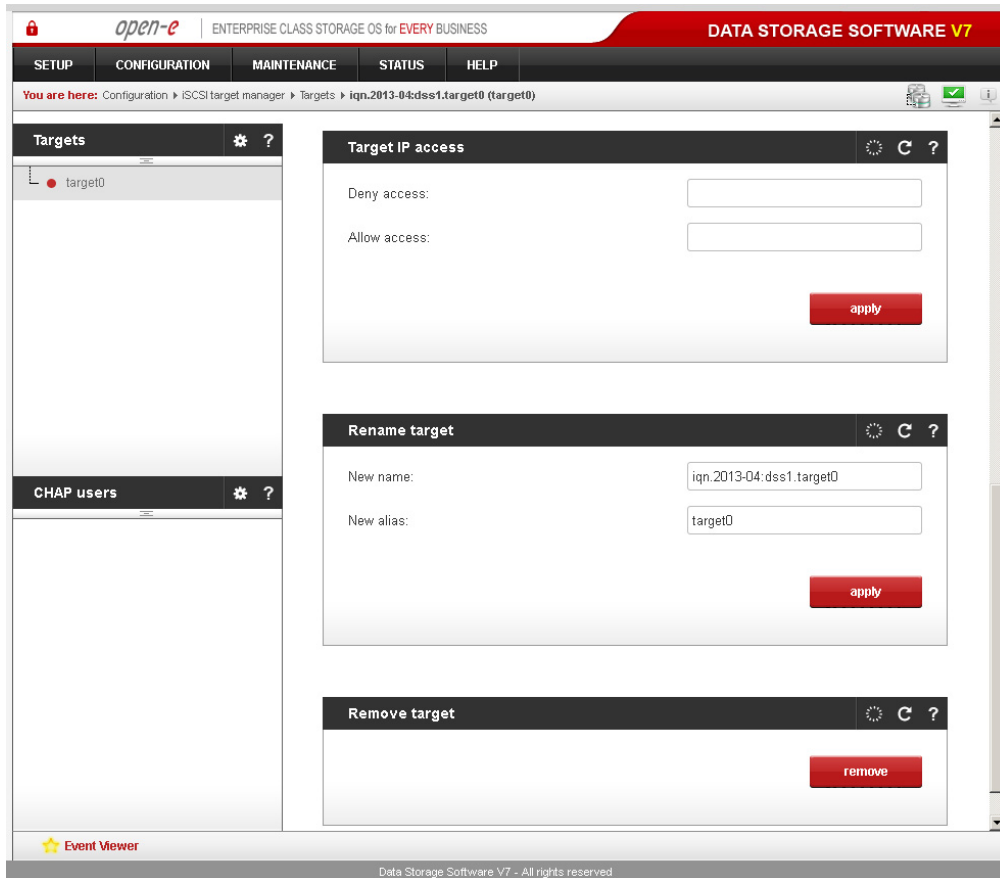 open-e ENTERPRISE CLASS STORAGE OS for EVERY BUSINESS DATA STORAGE SOFTWARE V7
SETUP CONFIGURATION MAINTENANCE STATUS HELP
You are here: Configuration iSCSI target manager Targets iqn.2013-04:dss1.target0 (target0)
Targets ?
target0
CHAP users ?
Target IP access ?
Deny access:
Allow access:
apply
Rename target ?
New name: iqn.2013-04:dss1.target0
New alias: target0
apply
Remove target ?
remove
Event Viewer
Data Storage Software V7 - All rights reserved